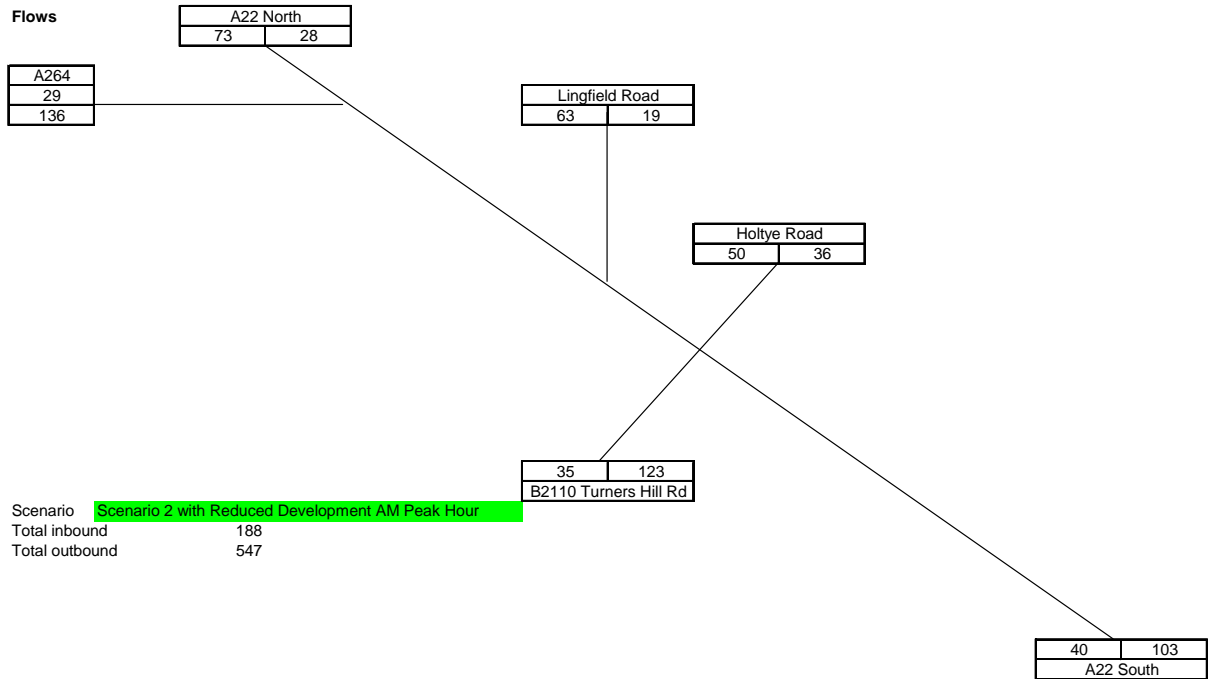 Flows
A22 North
73 28
A264
29
136
Lingfield Road
63 19
Holtye Road
50 36
35 123
B2110 Turners Hill Rd
Scenario Scenario 2 with Reduced Development AM Peak Hour
Total inbound 188
Total outbound 547
40 103
A22 South